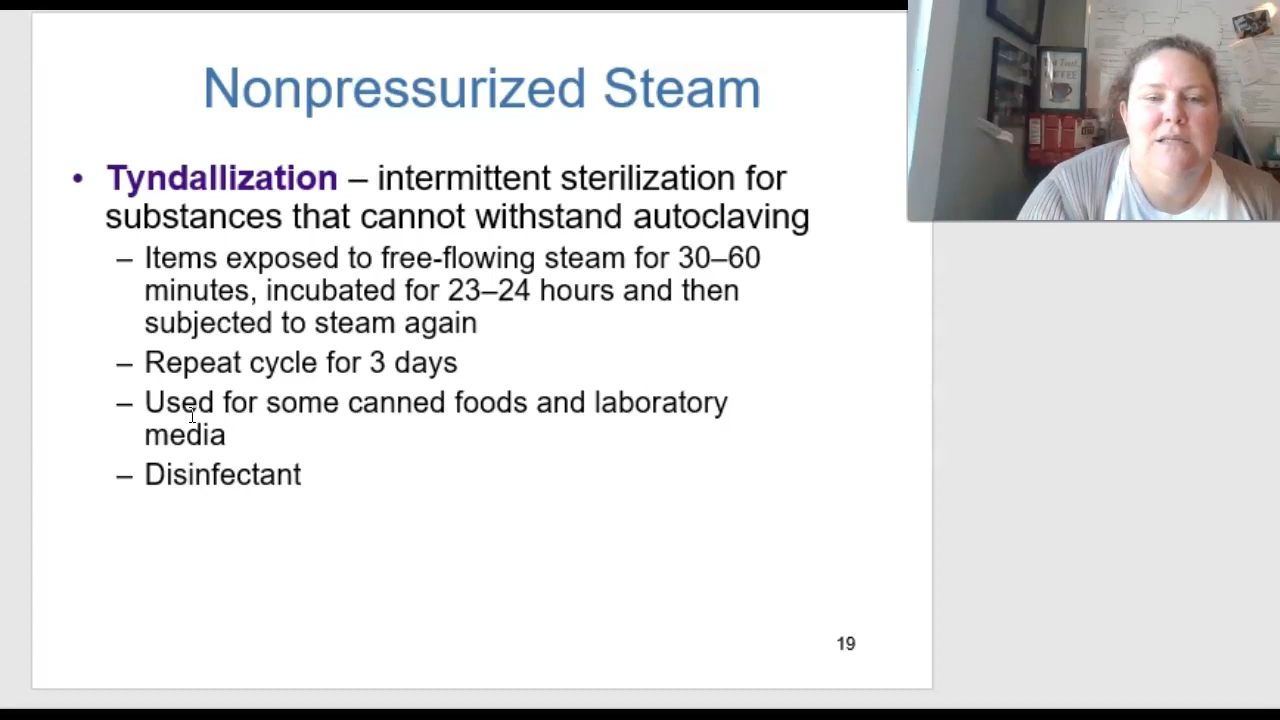 Nonpressurized Steam
• Tyndallization – intermittent sterilization for
substances that cannot withstand autoclaving
– Items exposed to free-flowing steam for 30–60
minutes, incubated for 23–24 hours and then
subjected to steam again
– Repeat cycle for 3 days
– Used for some canned foods and laboratory
media
– Disinfectant
19